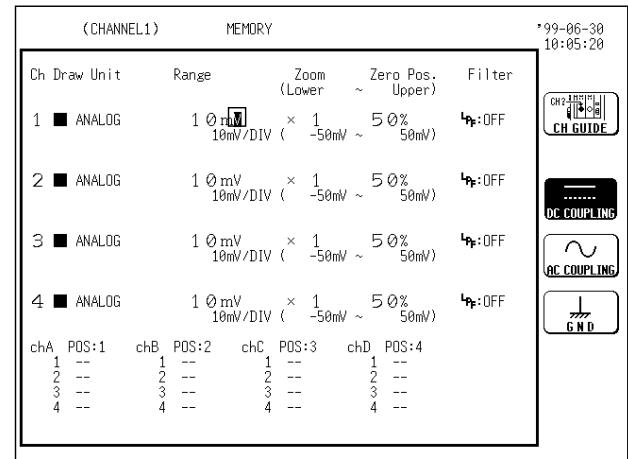 (CHANNEL1) MEMORY '99-06-30
10:05:20
Ch Draw Unit Range Zoom Zero Pos. Filter
(Lower ~ Upper)
1 ■ ANALOG 10mV × 1 50% LPF:OFF
10mV/DIV ( -50mV ~ 50mV)
2 ■ ANALOG 10mV × 1 50% LPF:OFF
10mV/DIV ( -50mV ~ 50mV)
3 ■ ANALOG 10mV × 1 50% LPF:OFF
10mV/DIV ( -50mV ~ 50mV)
4 ■ ANALOG 10mV × 1 50% LPF:OFF
10mV/DIV ( -50mV ~ 50mV)
chA POS:1 chB POS:2 chC POS:3 chD POS:4
1 -- 1 -- 1 -- 1 --
2 -- 2 -- 2 -- 2 --
3 -- 3 -- 3 -- 3 --
4 -- 4 -- 4 -- 4 --
CH?
CH GUIDE
DC COUPLING
AC COUPLING
GND